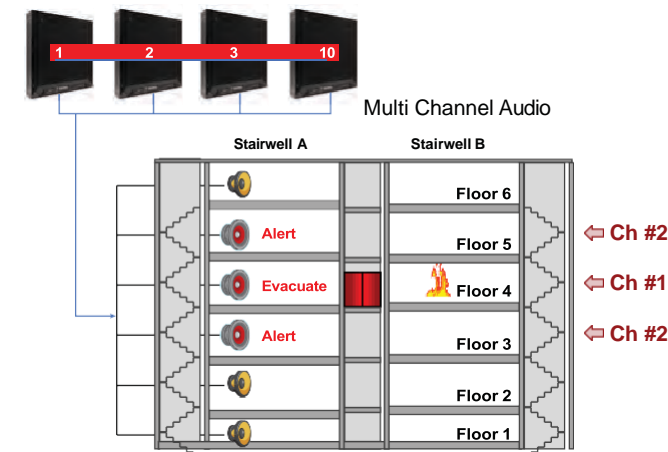 1 2 3 10
Multi Channel Audio
Stairwell A Stairwell B
Floor 6
Alert Floor 5 Ch #2
Evacuate Floor 4 Ch #1
Alert Floor 3 Ch #2
Floor 2
Floor 1